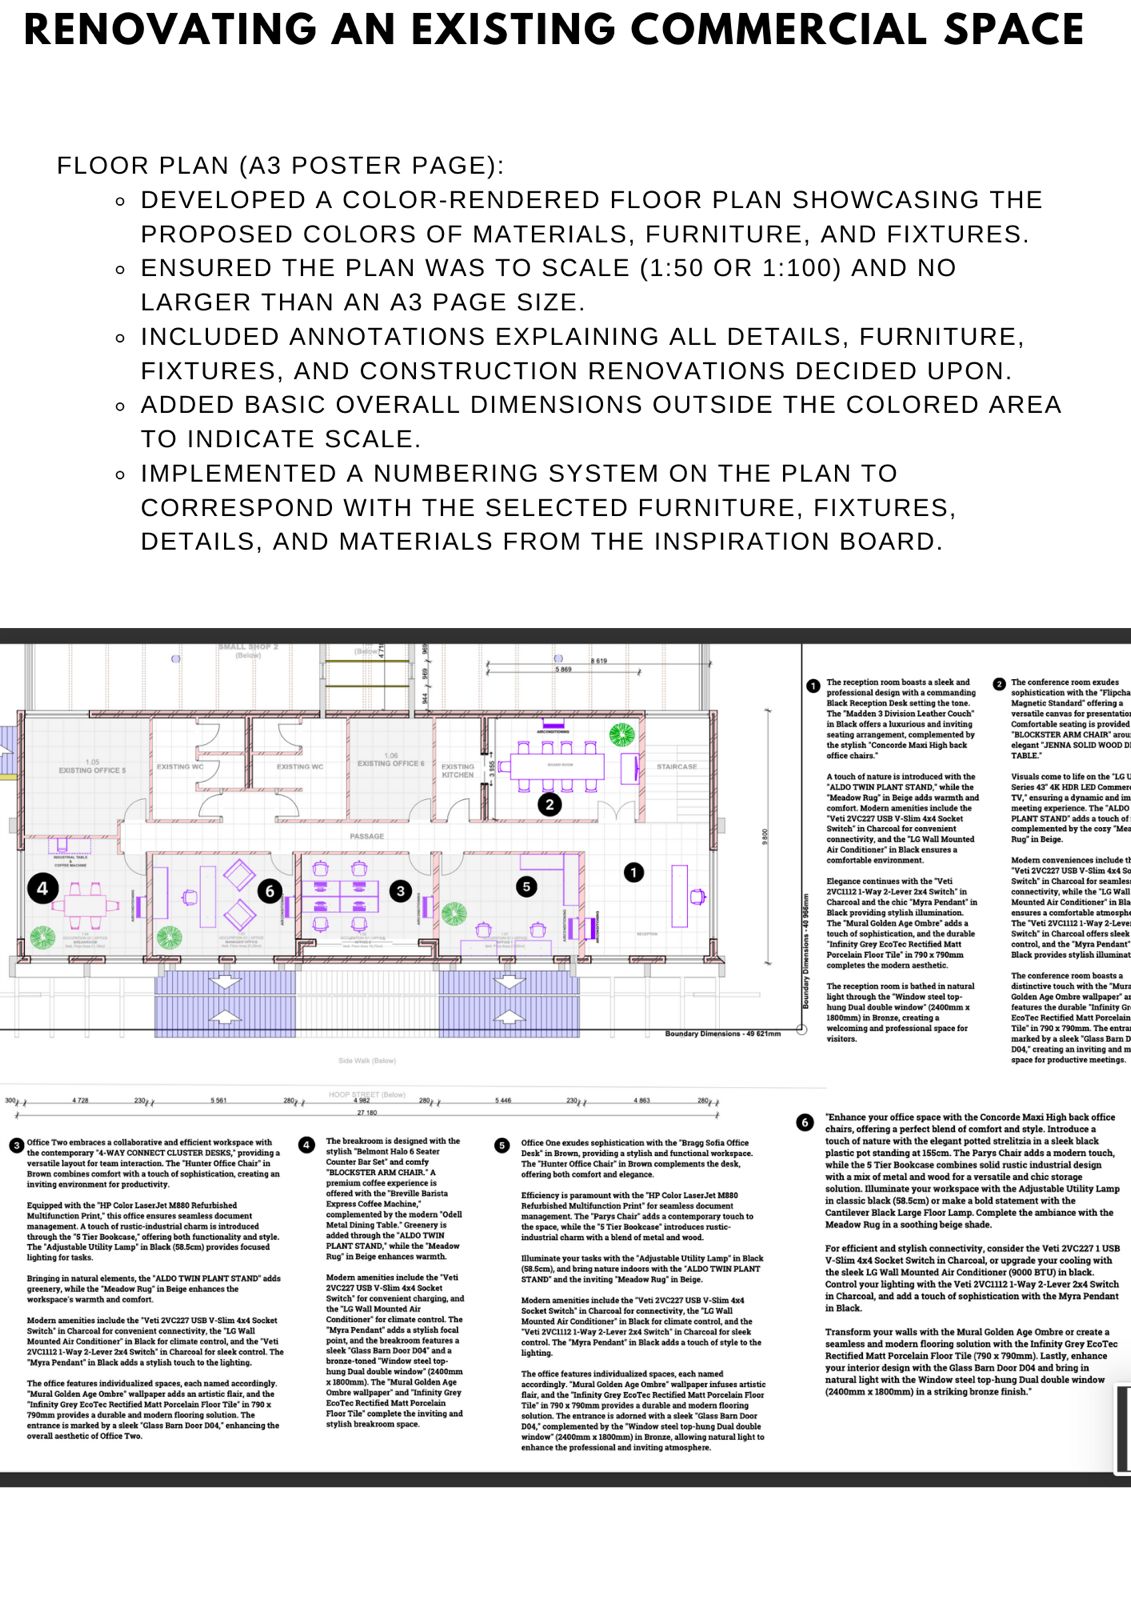 RENOVATING AN EXISTING COMMERCIAL SPACE
FLOOR PLAN (A3 POSTER PAGE):
DEVELOPED A COLOR-RENDERED FLOOR PLAN SHOWCASING THE
PROPOSED COLORS OF MATERIALS, FURNITURE, AND FIXTURES.
ENSURED THE PLAN WAS TO SCALE (1:50 OR 1:100) AND NO
LARGER THAN AN A3 PAGE SIZE.
INCLUDED ANNOTATIONS EXPLAINING ALL DETAILS, FURNITURE,
FIXTURES, AND CONSTRUCTION RENOVATIONS DECIDED UPON.
ADDED BASIC OVERALL DIMENSIONS OUTSIDE THE COLORED AREA
TO INDICATE SCALE.
IMPLEMENTED A NUMBERING SYSTEM ON THE PLAN TO
CORRESPOND WITH THE SELECTED FURNITURE, FIXTURES,
DETAILS, AND MATERIALS FROM THE INSPIRATION BOARD.
SMALL SHOP 2
(Below)
(Below)
969
969
944
8 619
5 869
1.05
EXISTING OFFICE 5
EXISTING WC
EXISTING WC
1.06
EXISTING OFFICE 6
EXISTING
KITCHEN
3 955
AIRCONDITIONING
BOARD ROOM
2
STAIRCASE
PASSAGE
9 800
INDUSTRIAL TABLE
&
COFFEE MACHINE
4
6
3
5
1
AIRCONDITIONING
AIRCONDITIONING
AIRCONDITIONING
AIRCONDITIONING
AIRCONDITIONING
RECEPTION
Boundary Dimensions - 40 966mm
Boundary Dimensions - 49 621mm
Side Walk (Below)
HOOP STREET (Below)
300
4 728
230
5 561
280
4 982
280
5 446
230
4 863
280
27 180
1
The reception room boasts a sleek and
professional design with a commanding
Black Reception Desk setting the tone.
The "Madden 3 Division Leather Couch"
in Black offers a luxurious and inviting
seating arrangement, complemented by
the stylish "Concorde Maxi High back
office chairs."
A touch of nature is introduced with the
"ALDO TWIN PLANT STAND," while the
"Meadow Rug" in Beige adds warmth and
comfort. Modern amenities include the
"Veti 2VC227 USB V-Slim 4x4 Socket
Switch" in Charcoal for convenient
connectivity, and the "LG Wall Mounted
Air Conditioner" in Black ensures a
comfortable environment.
Elegance continues with the "Veti
2VC1112 1-Way 2-Lever 2x4 Switch" in
Charcoal and the chic "Myra Pendant" in
Black providing stylish illumination.
The "Mural Golden Age Ombre" adds a
touch of sophistication, and the durable
"Infinity Grey EcoTec Rectified Matt
Porcelain Floor Tile" in 790 x 790mm
completes the modern aesthetic.
The reception room is bathed in natural
light through the "Window steel top-
hung Dual double window" (2400mm x
1800mm) in Bronze, creating a
welcoming and professional space for
visitors.
2
The conference room exudes
sophistication with the "Flipcha
Magnetic Standard" offering a
versatile canvas for presentation
Comfortable seating is provided
"BLOCKSTER ARM CHAIR" arou
elegant "JENNA SOLID WOOD DI
TABLE."
Visuals come to life on the "LG U
Series 43" 4K HDR LED Commerc
TV," ensuring a dynamic and im
meeting experience. The "ALDO
PLANT STAND" adds a touch of
complemented by the cozy "Mea
Rug" in Beige.
Modern conveniences include th
"Veti 2VC227 USB V-Slim 4x4 So
Switch" in Charcoal for seamles
connectivity, while the "LG Wall
Mounted Air Conditioner" in Bla
ensures a comfortable atmosphe
The "Veti 2VC1112 1-Way 2-Leve
Switch" in Charcoal offers sleek
control, and the "Myra Pendant"
Black provides stylish illuminat
The conference room boasts a
distinctive touch with the "Mura
Golden Age Ombre wallpaper" an
features the durable "Infinity Gr
EcoTec Rectified Matt Porcelain
Tile" in 790 x 790mm. The entran
marked by a sleek "Glass Barn D
D04," creating an inviting and m
space for productive meetings.
3
Office Two embraces a collaborative and efficient workspace with
the contemporary "4-WAY CONNECT CLUSTER DESKS," providing a
versatile layout for team interaction. The "Hunter Office Chair" in
Brown combines comfort with a touch of sophistication, creating an
inviting environment for productivity.
Equipped with the "HP Color LaserJet M880 Refurbished
Multifunction Print," this office ensures seamless document
management. A touch of rustic-industrial charm is introduced
through the "5 Tier Bookcase," offering both functionality and style.
The "Adjustable Utility Lamp" in Black (58.5cm) provides focused
lighting for tasks.
Bringing in natural elements, the "ALDO TWIN PLANT STAND" adds
greenery, while the "Meadow Rug" in Beige enhances the
workspace's warmth and comfort.
Modern amenities include the "Veti 2VC227 USB V-Slim 4x4 Socket
Switch" in Charcoal for convenient connectivity, the "LG Wall
Mounted Air Conditioner" in Black for climate control, and the "Veti
2VC1112 1-Way 2-Lever 2x4 Switch" in Charcoal for sleek control. The
"Myra Pendant" in Black adds a stylish touch to the lighting.
The office features individualized spaces, each named accordingly.
"Mural Golden Age Ombre" wallpaper adds an artistic flair, and the
"Infinity Grey EcoTec Rectified Matt Porcelain Floor Tile" in 790 x
790mm provides a durable and modern flooring solution. The
entrance is marked by a sleek "Glass Barn Door D04," enhancing the
overall aesthetic of Office Two.
4
The breakroom is designed with the
stylish "Belmont Halo 6 Seater
Counter Bar Set" and comfy
"BLOCKSTER ARM CHAIR." A
premium coffee experience is
offered with the "Breville Barista
Express Coffee Machine,"
complemented by the modern "Odell
Metal Dining Table." Greenery is
added through the "ALDO TWIN
PLANT STAND," while the "Meadow
Rug" in Beige enhances warmth.
Modern amenities include the "Veti
2VC227 USB V-Slim 4x4 Socket
Switch" for convenient charging, and
the "LG Wall Mounted Air
Conditioner" for climate control. The
"Myra Pendant" adds a stylish focal
point, and the breakroom features a
sleek "Glass Barn Door D04" and a
bronze-toned "Window steel top-
hung Dual double window" (2400mm
x 1800mm). The "Mural Golden Age
Ombre wallpaper" and "Infinity Grey
EcoTec Rectified Matt Porcelain
Floor Tile" complete the inviting and
stylish breakroom space.
5
Office One exudes sophistication with the "Bragg Sofia Office
Desk" in Brown, providing a stylish and functional workspace.
The "Hunter Office Chair" in Brown complements the desk,
offering both comfort and elegance.
Efficiency is paramount with the "HP Color LaserJet M880
Refurbished Multifunction Print" for seamless document
management. The "Parys Chair" adds a contemporary touch to
the space, while the "5 Tier Bookcase" introduces rustic-
industrial charm with a blend of metal and wood.
Illuminate your tasks with the "Adjustable Utility Lamp" in Black
(58.5cm), and bring nature indoors with the "ALDO TWIN PLANT
STAND" and the inviting "Meadow Rug" in Beige.
Modern amenities include the "Veti 2VC227 USB V-Slim 4x4
Socket Switch" in Charcoal for connectivity, the "LG Wall
Mounted Air Conditioner" in Black for climate control, and the
"Veti 2VC1112 1-Way 2-Lever 2x4 Switch" in Charcoal for sleek
control. The "Myra Pendant" in Black adds a touch of style to the
lighting.
The office features individualized spaces, each named
accordingly. "Mural Golden Age Ombre" wallpaper infuses artistic
flair, and the "Infinity Grey EcoTec Rectified Matt Porcelain Floor
Tile" in 790 x 790mm provides a durable and modern flooring
solution. The entrance is adorned with a sleek "Glass Barn Door
D04," complemented by the "Window steel top-hung Dual double
window" (2400mm x 1800mm) in Bronze, allowing natural light to
enhance the professional and inviting atmosphere.
6
"Enhance your office space with the Concorde Maxi High back office
chairs, offering a perfect blend of comfort and style. Introduce a
touch of nature with the elegant potted strelitzia in a sleek black
plastic pot standing at 155cm. The Parys Chair adds a modern touch,
while the 5 Tier Bookcase combines solid rustic industrial design
with a mix of metal and wood for a versatile and chic storage
solution. Illuminate your workspace with the Adjustable Utility Lamp
in classic black (58.5cm) or make a bold statement with the
Cantilever Black Large Floor Lamp. Complete the ambiance with the
Meadow Rug in a soothing beige shade.
For efficient and stylish connectivity, consider the Veti 2VC227 1 USB
V-Slim 4x4 Socket Switch in Charcoal, or upgrade your cooling with
the sleek LG Wall Mounted Air Conditioner (9000 BTU) in black.
Control your lighting with the Veti 2VC1112 1-Way 2-Lever 2x4 Switch
in Charcoal, and add a touch of sophistication with the Myra Pendant
in Black.
Transform your walls with the Mural Golden Age Ombre or create a
seamless and modern flooring solution with the Infinity Grey EcoTec
Rectified Matt Porcelain Floor Tile (790 x 790mm). Lastly, enhance
your interior design with the Glass Barn Door D04 and bring in
natural light with the Window steel top-hung Dual double window
(2400mm x 1800mm) in a striking bronze finish."